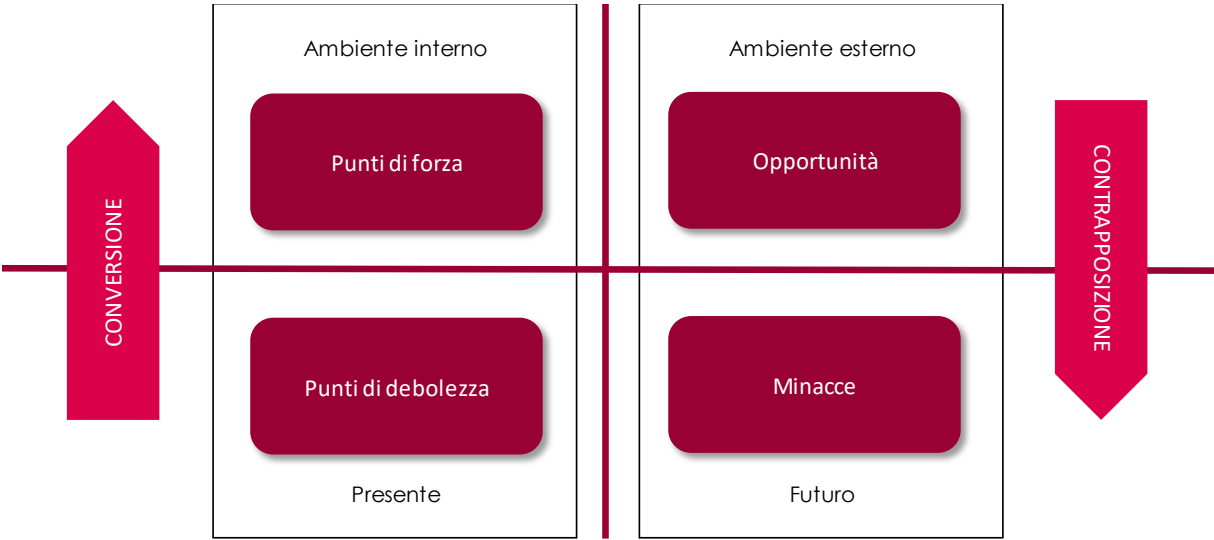 Ambiente interno
Ambiente esterno
Punti di forza
Opportunità
CONVERSIONE
CONTRAPPOSIZIONE
Punti di debolezza
Minacce
Presente
Futuro